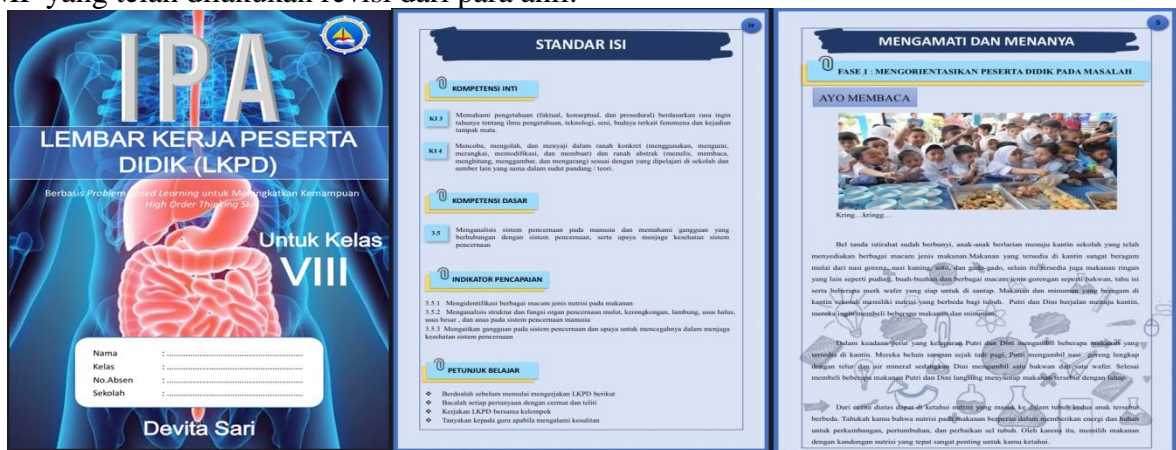 MP yang telah dilakukan revisi dari para ahli.
IPA
LEMBAR KERJA PESERTA
DIDIK (LKPD)
Berbasis Problem Based Learning untuk Meningkatkan Kemampuan
High Order Thinking Skill
Untuk Kelas
VIII
Nama : ..........................................................
Kelas : ..........................................................
No.Absen : ..........................................................
Sekolah : ..........................................................
Devita Sari
iv
STANDAR ISI
KOMPETENSI INTI
KI 3 Memahami pengetahuan (faktual, konseptual, dan prosedural) berdasarkan rasa ingin
tahunya tentang ilmu pengetahuan, teknologi, seni, budaya terkait fenomena dan kejadian
tampak mata.
KI 4 Mencoba, mengolah, dan menyaji dalam ranah konkret (menggunakan, mengurai,
merangkai, memodifikasi, dan membuat) dan ranah abstrak (menulis, membaca,
menghitung, menggambar, dan mengarang) sesuai dengan yang dipelajari di sekolah dan
sumber lain yang sama dalam sudut pandang / teori.
KOMPETENSI DASAR
3.5 Menganalisis sistem pencernaan pada manusia dan memahami gangguan yang
berhubungan dengan sistem pencernaan, serta upaya menjaga kesehatan sistem
pencernaan
INDIKATOR PENCAPAIAN
3.5.1 Mengidentifikasi berbagai macam jenis nutrisi pada makanan
3.5.2 Menganalisis struktur dan fungsi organ pencernaan mulut, kerongkongan, lambung, usus halus,
usus besar , dan anus pada sistem pencernaan manusia
3.5.3 Mengaitkan gangguan pada sistem pencernaan dan upaya untuk mencegahnya dalam menjaga
kesehatan sistem pencernaan
PETUNJUK BELAJAR
❖ Berdoalah sebelum memulai mengerjakan LKPD berikut
❖ Bacalah setiap pertanyaan dengan cermat dan teliti
❖ Kerjakan LKPD bersama kelompok
❖ Tanyakan kepada guru apabila mengalami kesulitan
5
MENGAMATI DAN MENANYA
FASE 1 : MENGORIENTASIKAN PESERTA DIDIK PADA MASALAH
AYO MEMBACA
Kring…kringg…
Bel tanda istirahat sudah berbunyi, anak-anak berlarian menuju kantin sekolah yang telah
menyediakan berbagai macam jenis makanan.Makanan yang tersedia di kantin sangat beragam
mulai dari nasi goreng, nasi kuning, soto, dan gado-gado, selain itu tersedia juga makanan ringan
yang lain seperti puding, buah-buahan dan berbagai macam jenis gorengan seperti bakwan, tahu isi
serta beberapa merk wafer yang siap untuk di santap. Makanan dan minuman yang beragam di
kantin sekolah memiliki nutrisi yang berbeda bagi tubuh. Putri dan Dini berjalan menuju kantin,
mereka ingin membeli beberapa makanan dan minuman.
Dalam keadaan perut yang kelaparan Putri dan Dini mengambil beberapa makanan yang
tersedia di kantin. Mereka belum sarapan sejak tadi pagi. Putri mengambil nasi goreng lengkap
dengan telur dan air mineral sedangkan Dini mengambil satu bakwan dan satu wafer. Selesai
membeli beberapa makanan Putri dan Dini langsung menyantap makanan tersebut dengan lahap.
Dari cerita diatas dapat di ketahui nutrisi yang masuk ke dalam tubuh kedua anak tersebut
berbeda. Tahukah kamu bahwa nutrisi pada makanan berperan dalam memberikan energi dan bahan
untuk perkembangan, pertumbuhan, dan perbaikan sel tubuh. Oleh karena itu, memilih makanan
dengan kandungan nutrisi yang tepat sangat penting untuk kamu ketahui.